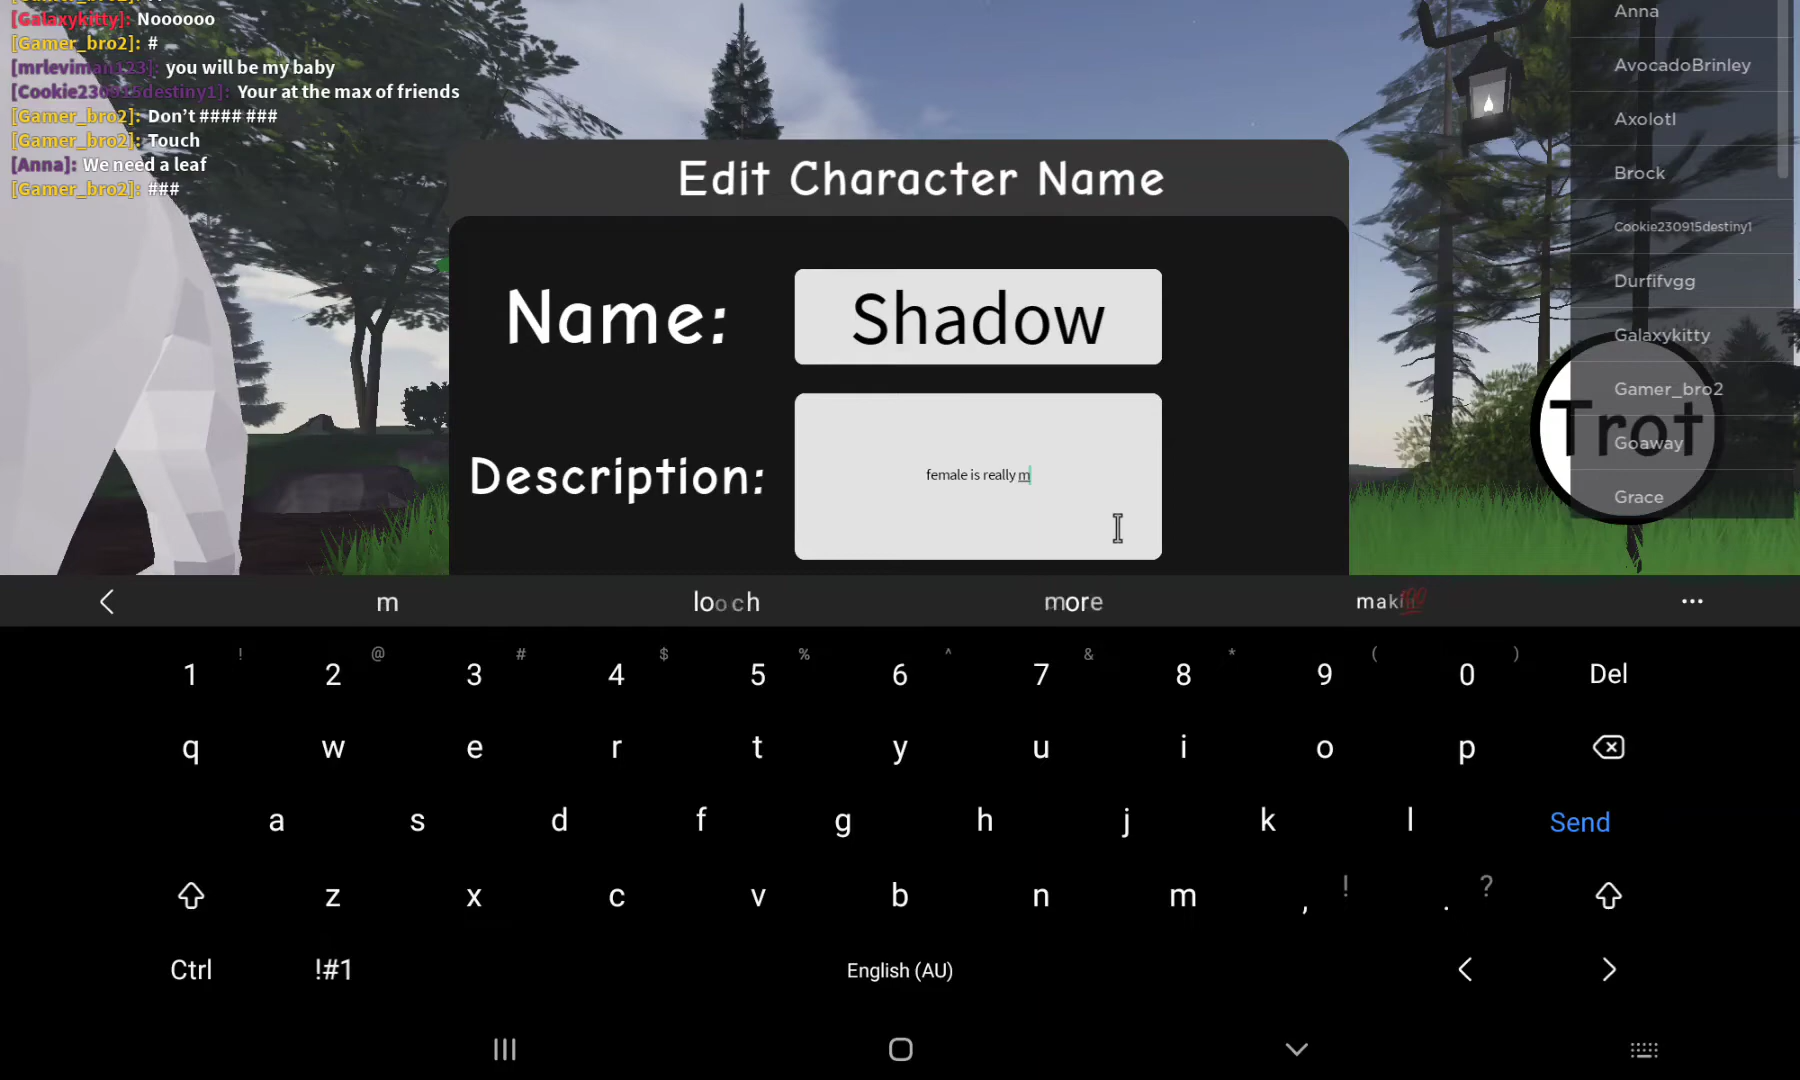 [Galaxykitty]: Noooooo
[Gamer_bro2]: #
[mrleviman123]: you will be my baby
[Cookie230915destiny1]: Your at the max of friends
[Gamer_bro2]: Don't #### ###
[Gamer_bro2]: Touch
[Anna]: We need a leaf
[Gamer_bro2]: ###
Anna
AvocadoBrinley
Axolotl
Brock
Cookie230915destiny1
Durfifvgg
Galaxykitty
Gamer_bro2
Goaway
Grace
Trot
Edit Character Name
Name: Shadow
Description: female is really m
m more
! @ # $ % ^ & * ( )
1 2 3 4 5 6 7 8 9 0 Del
q w e r t y u i o p
a s d f g h j k l Send
z x c v b n m , ! . ?
Ctrl !#1 English (AU) < >